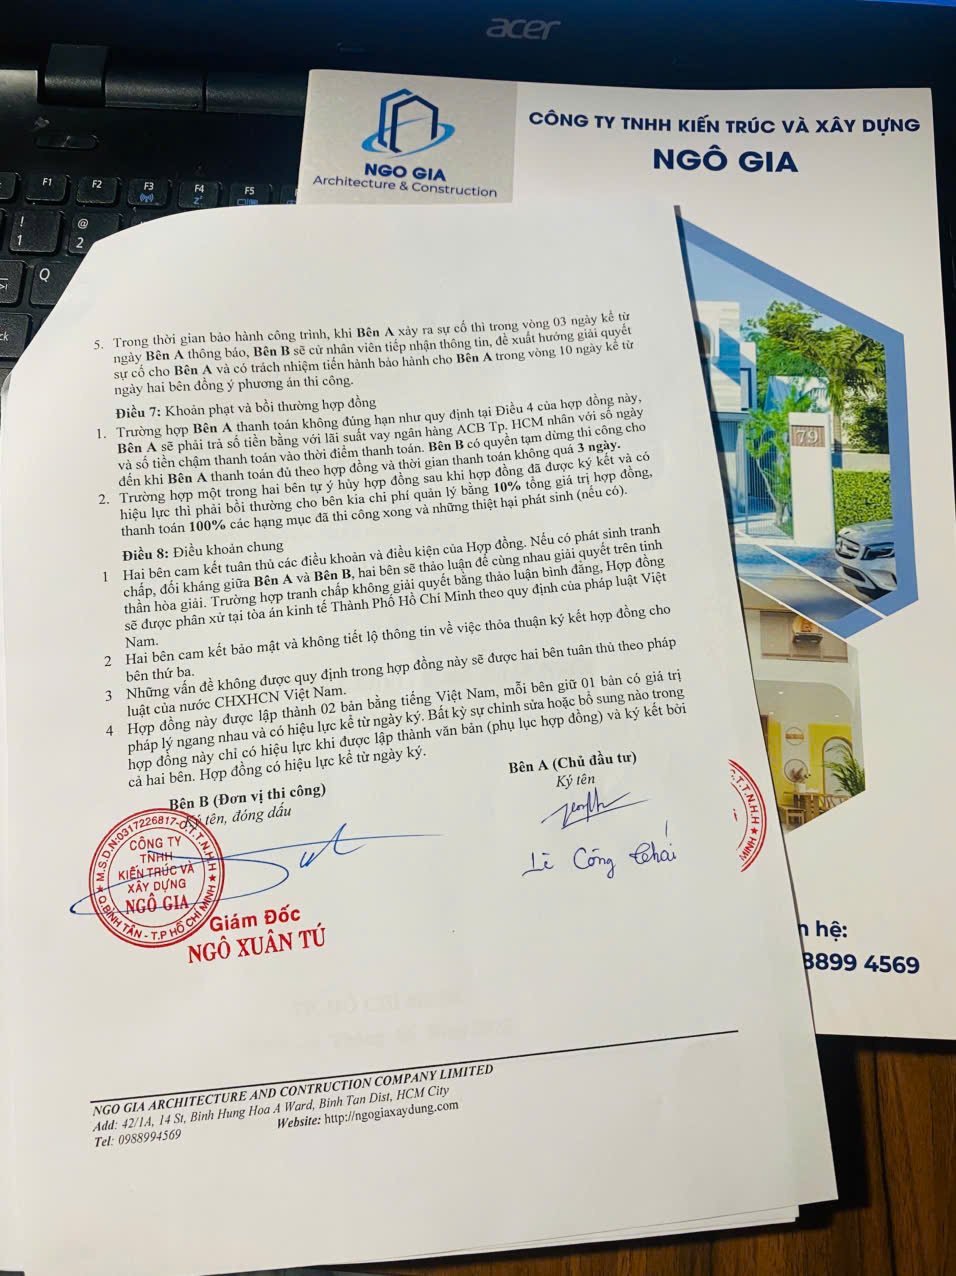 acer
NGO GIA
Architecture & Construction
CÔNG TY TNHH KIẾN TRÚC VÀ XÂY DỰNG
NGÔ GIA
F1 F2 F3 F4 F5
! 1 @ 2
Q
79
5. Trong thời gian bảo hành công trình, khi Bên A xảy ra sự cố thì trong vòng 03 ngày kể từ
ngày Bên A thông báo, Bên B sẽ cử nhân viên tiếp nhận thông tin, đề xuất hướng giải quyết
sự cố cho Bên A và có trách nhiệm tiến hành bảo hành cho Bên A trong vòng 10 ngày kể từ
ngày hai bên đồng ý phương án thi công.
Điều 7: Khoản phạt và bồi thường hợp đồng
1. Trường hợp Bên A thanh toán không đúng hạn như quy định tại Điều 4 của hợp đồng này,
Bên A sẽ phải trả số tiền bằng với lãi suất vay ngân hàng ACB Tp. HCM nhân với số ngày
và số tiền chậm thanh toán vào thời điểm thanh toán. Bên B có quyền tạm dừng thi công cho
đến khi Bên A thanh toán đủ theo hợp đồng và thời gian thanh toán không quá 3 ngày.
2. Trường hợp một trong hai bên tự ý hủy hợp đồng sau khi hợp đồng đã được ký kết và có
hiệu lực thì phải bồi thường cho bên kia chi phí quản lý bằng 10% tổng giá trị hợp đồng,
thanh toán 100% các hạng mục đã thi công xong và những thiệt hại phát sinh (nếu có).
Điều 8: Điều khoản chung
1 Hai bên cam kết tuân thủ các điều khoản và điều kiện của Hợp đồng. Nếu có phát sinh tranh
chấp, đối kháng giữa Bên A và Bên B, hai bên sẽ thảo luận để cùng nhau giải quyết trên tinh
thần hòa giải. Trường hợp tranh chấp không giải quyết bằng thảo luận bình đẳng, Hợp đồng
sẽ được phân xử tại tòa án kinh tế Thành Phố Hồ Chí Minh theo quy định của pháp luật Việt
Nam.
2 Hai bên cam kết bảo mật và không tiết lộ thông tin về việc thỏa thuận ký kết hợp đồng cho
bên thứ ba.
3 Những vấn đề không được quy định trong hợp đồng này sẽ được hai bên tuân thủ theo pháp
luật của nước CHXHCN Việt Nam.
4 Hợp đồng này được lập thành 02 bản bằng tiếng Việt Nam, mỗi bên giữ 01 bản có giá trị
pháp lý ngang nhau và có hiệu lực kể từ ngày ký. Bất kỳ sự chỉnh sửa hoặc bổ sung nào trong
hợp đồng này chỉ có hiệu lực khi được lập thành văn bản (phụ lục hợp đồng) và ký kết bởi
cả hai bên. Hợp đồng có hiệu lực kể từ ngày ký.
Bên B (Đơn vị thi công)
Ký tên, đóng dấu
Bên A (Chủ đầu tư)
Ký tên
Lê Công Thái
M.S.D.N:0317226817-C.T.T.N.H.H
CÔNG TY
TNHH
KIẾN TRÚC VÀ
XÂY DỰNG
NGÔ GIA
Q.BÌNH TÂN - T.P HỒ CHÍ MINH
Giám Đốc
NGÔ XUÂN TÚ
.T.T.N.H.H
MINH
hệ:
8899 4569
NGO GIA ARCHITECTURE AND CONTRUCTION COMPANY LIMITED
Add: 42/1A, 14 St, Binh Hung Hoa A Ward, Binh Tan Dist, HCM City
Tel: 0988994569 Website: http://ngogiaxaydung.com